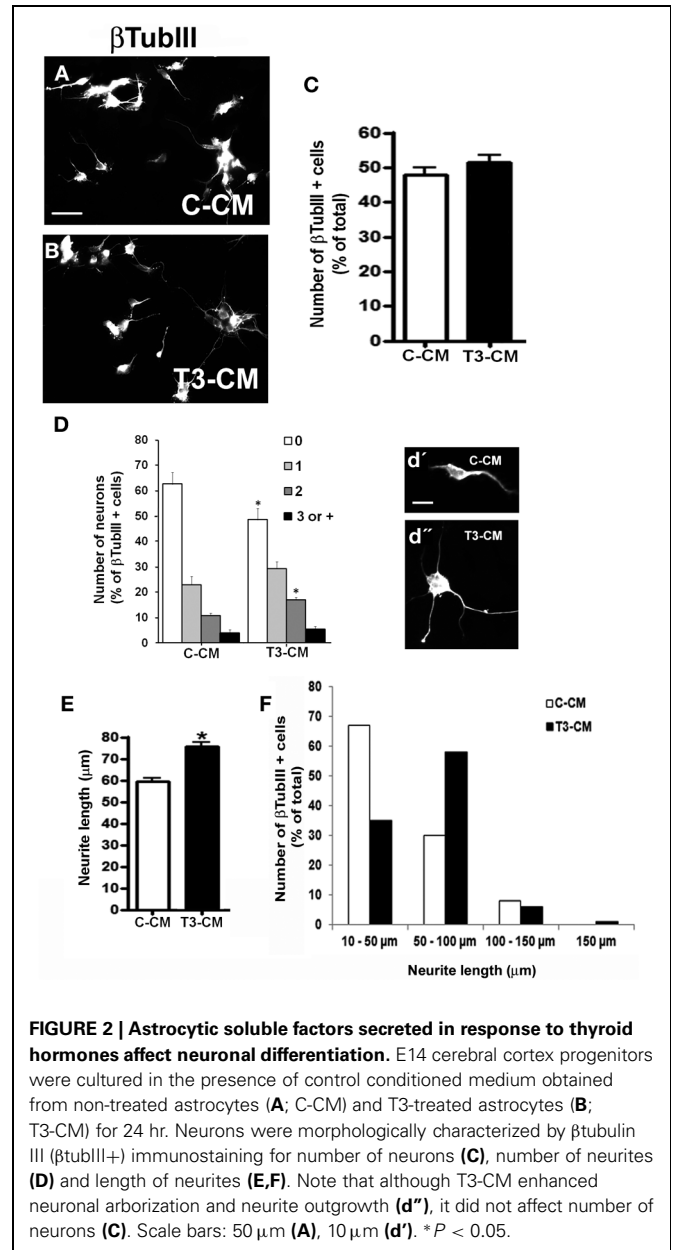 βTubIII
A
C-CM
B
T3-CM
C
Number of βTubIII + cells
(% of total)
60
50
40
30
20
10
0
C-CM T3-CM
D
Number of neurons
(% of βTubIII + cells)
80
70
60
50
40
30
20
10
0
0
1
2
3 or +
*
*
C-CM T3-CM
d´ C-CM
d˝ T3-CM
E
Neurite length (μm)
80
70
60
50
40
30
20
10
0
*
C-CM T3-CM
F
Number of βTubIII + cells
(% of total)
80
70
60
50
40
30
20
10
0
C-CM
T3-CM
10 - 50 μm 50 - 100 μm 100 - 150 μm 150 μm
Neurite length (μm)
FIGURE 2 | Astrocytic soluble factors secreted in response to thyroid
hormones affect neuronal differentiation. E14 cerebral cortex progenitors
were cultured in the presence of control conditioned medium obtained
from non-treated astrocytes (A; C-CM) and T3-treated astrocytes (B;
T3-CM) for 24 hr. Neurons were morphologically characterized by βtubulin
III (βtubIII+) immunostaining for number of neurons (C), number of neurites
(D) and length of neurites (E,F). Note that although T3-CM enhanced
neuronal arborization and neurite outgrowth (d″), it did not affect number of
neurons (C). Scale bars: 50 μm (A), 10 μm (d′). *P < 0.05.